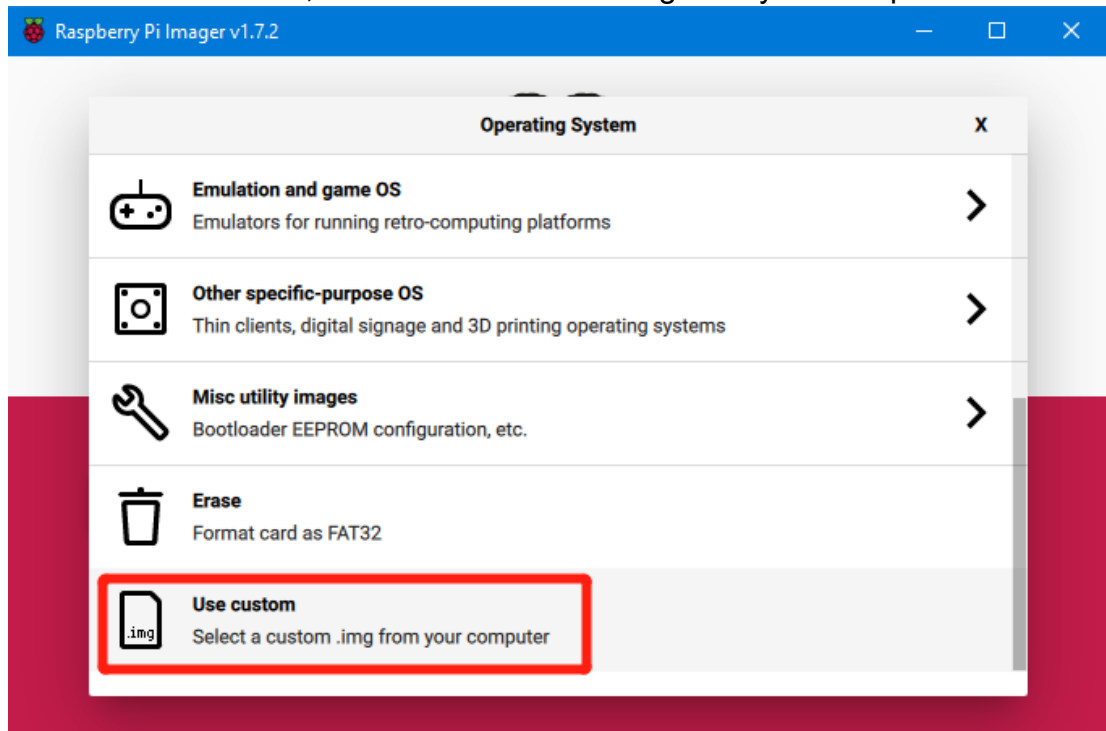 Raspberry Pi Imager v1.7.2
Operating System X
Emulation and game OS
Emulators for running retro-computing platforms
Other specific-purpose OS
Thin clients, digital signage and 3D printing operating systems
Misc utility images
Bootloader EEPROM configuration, etc.
Erase
Format card as FAT32
.img
Use custom
Select a custom .img from your computer